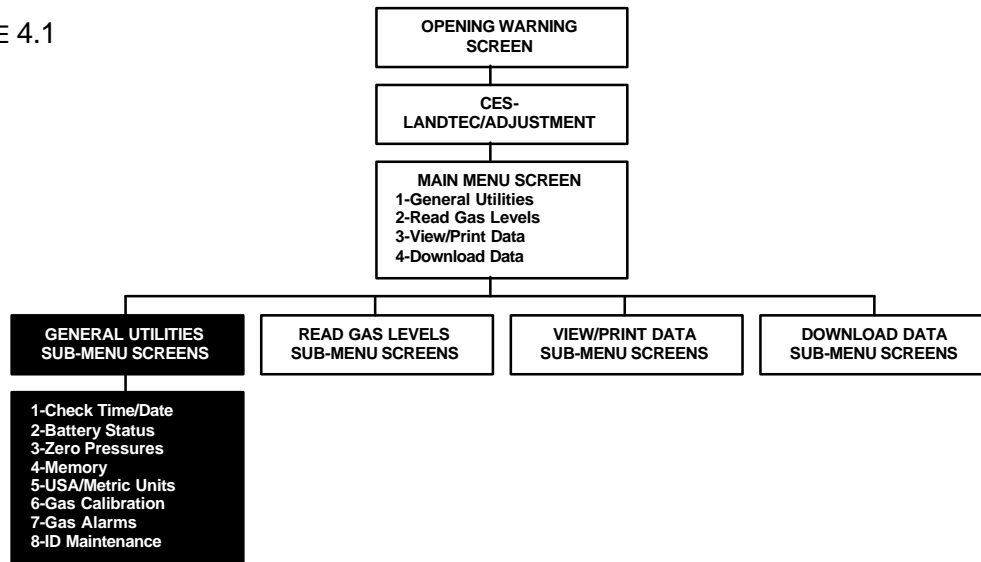 E 4.1
OPENING WARNING
SCREEN
CES-
LANDTEC/ADJUSTMENT
MAIN MENU SCREEN
1-General Utilities
2-Read Gas Levels
3-View/Print Data
4-Download Data
GENERAL UTILITIES
SUB-MENU SCREENS
READ GAS LEVELS
SUB-MENU SCREENS
VIEW/PRINT DATA
SUB-MENU SCREENS
DOWNLOAD DATA
SUB-MENU SCREENS
1-Check Time/Date
2-Battery Status
3-Zero Pressures
4-Memory
5-USA/Metric Units
6-Gas Calibration
7-Gas Alarms
8-ID Maintenance